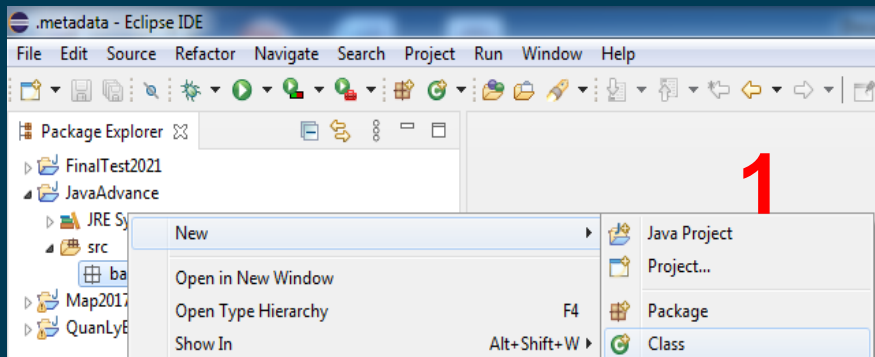 .metadata - Eclipse IDE
File Edit Source Refactor Navigate Search Project Run Window Help
Package Explorer
FinalTest2021
JavaAdvance
JRE Sy
src
ba
Map2017
QuanLyB
New
Open in New Window
Open Type Hierarchy F4
Show In Alt+Shift+W
1
Java Project
Project...
Package
Class